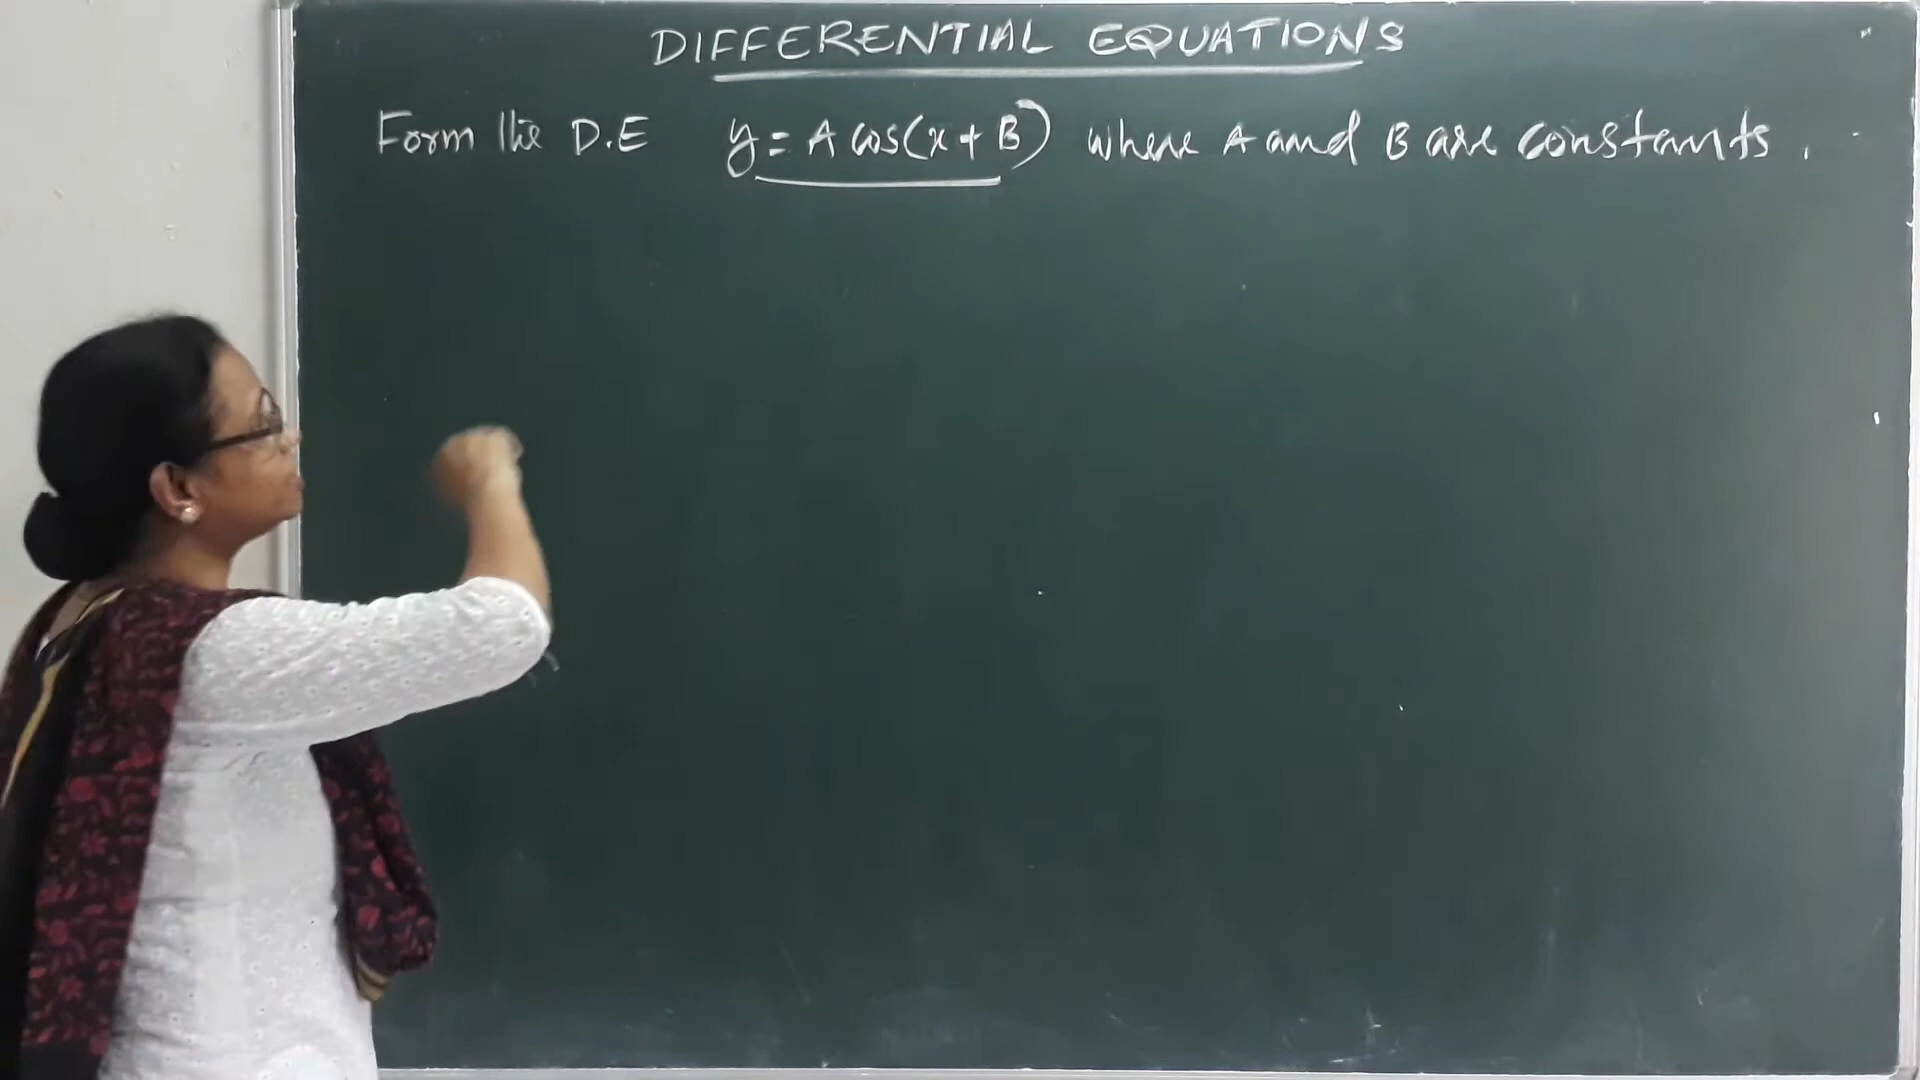 DIFFERENTIAL EQUATIONS
Form the D.E y = A cos(x + B) where A and B are constants.